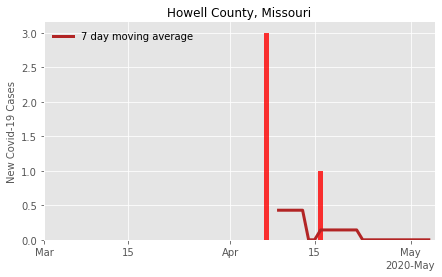 Howell County, Missouri
7 day moving average
New Covid-19 Cases
3.0
2.5
2.0
1.5
1.0
0.5
0.0
Mar 15 Apr 15 May
2020-May